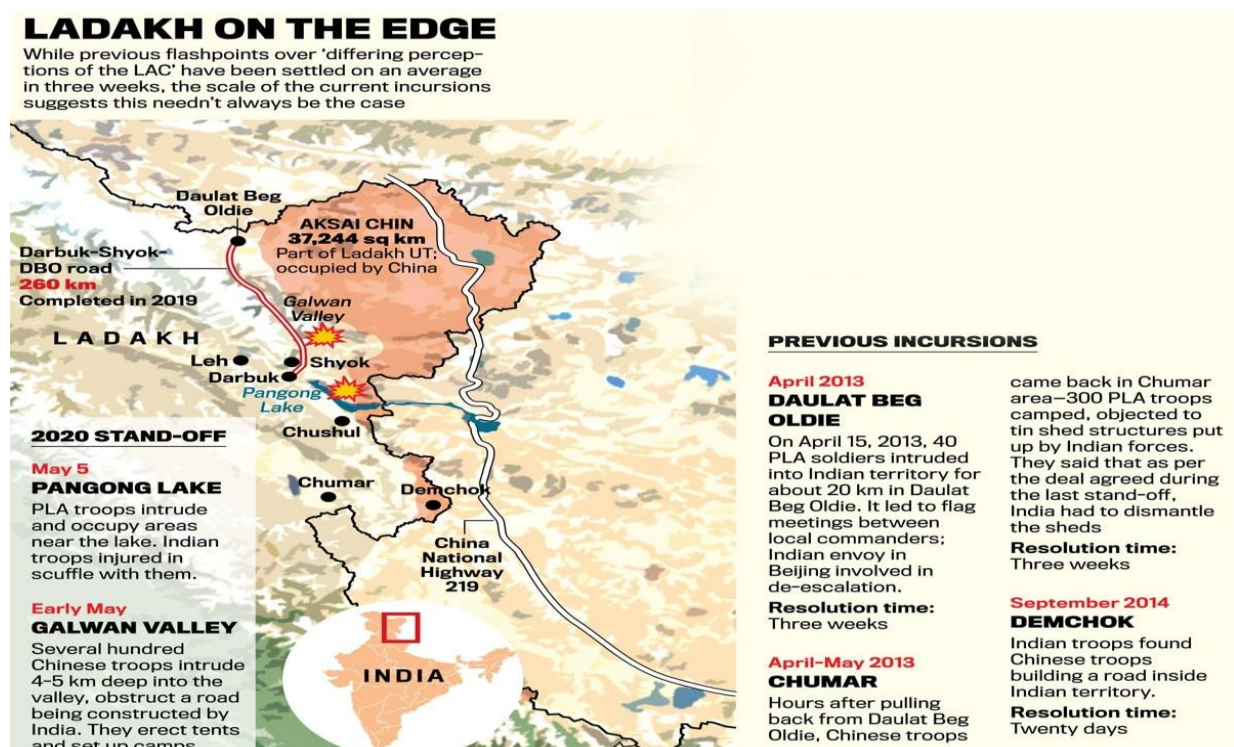 LADAKH ON THE EDGE
While previous flashpoints over ‘differing percep-
tions of the LAC’ have been settled on an average
in three weeks, the scale of the current incursions
suggests this needn’t always be the case
Daulat Beg
Oldie
AKSAI CHIN
37,244 sq km
Part of Ladakh UT;
occupied by China
Darbuk-Shyok-
DBO road
260 km
Completed in 2019
Galwan
Valley
LADAKH
Leh
Shyok
Darbuk
Pangong
Lake
Chushul
Chumar
Demchok
China
National
Highway
219
INDIA
2020 STAND-OFF
May 5
PANGONG LAKE
PLA troops intrude
and occupy areas
near the lake. Indian
troops injured in
scuffle with them.
Early May
GALWAN VALLEY
Several hundred
Chinese troops intrude
4-5 km deep into the
valley, obstruct a road
being constructed by
India. They erect tents
and set up camps
PREVIOUS INCURSIONS
April 2013
DAULAT BEG
OLDIE
On April 15, 2013, 40
PLA soldiers intruded
into Indian territory for
about 20 km in Daulat
Beg Oldie. It led to flag
meetings between
local commanders;
Indian envoy in
Beijing involved in
de-escalation.
Resolution time:
Three weeks
April-May 2013
CHUMAR
Hours after pulling
back from Daulat Beg
Oldie, Chinese troops
came back in Chumar
area—300 PLA troops
camped, objected to
tin shed structures put
up by Indian forces.
They said that as per
the deal agreed during
the last stand-off,
India had to dismantle
the sheds
Resolution time:
Three weeks
September 2014
DEMCHOK
Indian troops found
Chinese troops
building a road inside
Indian territory.
Resolution time:
Twenty days